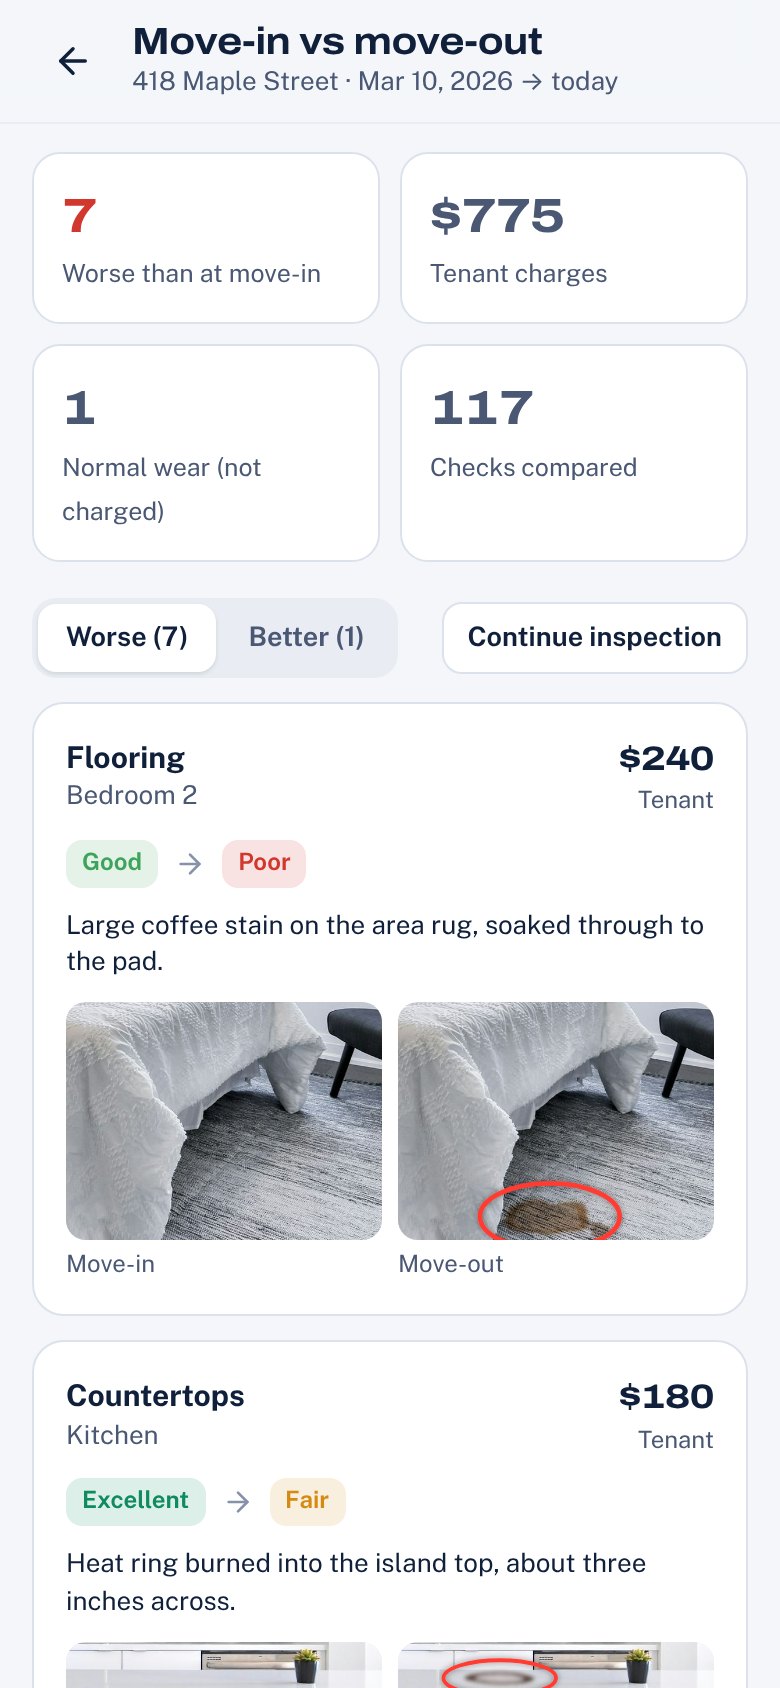 Move-in vs move-out
418 Maple Street · Mar 10, 2026 → today
7
Worse than at move-in
$775
Tenant charges
1
Normal wear (not
charged)
117
Checks compared
Worse (7)
Better (1)
Continue inspection
Flooring
$240
Bedroom 2
Tenant
Good → Poor
Large coffee stain on the area rug, soaked through to
the pad.
Move-in
Move-out
Countertops
$180
Kitchen
Tenant
Excellent → Fair
Heat ring burned into the island top, about three
inches across.